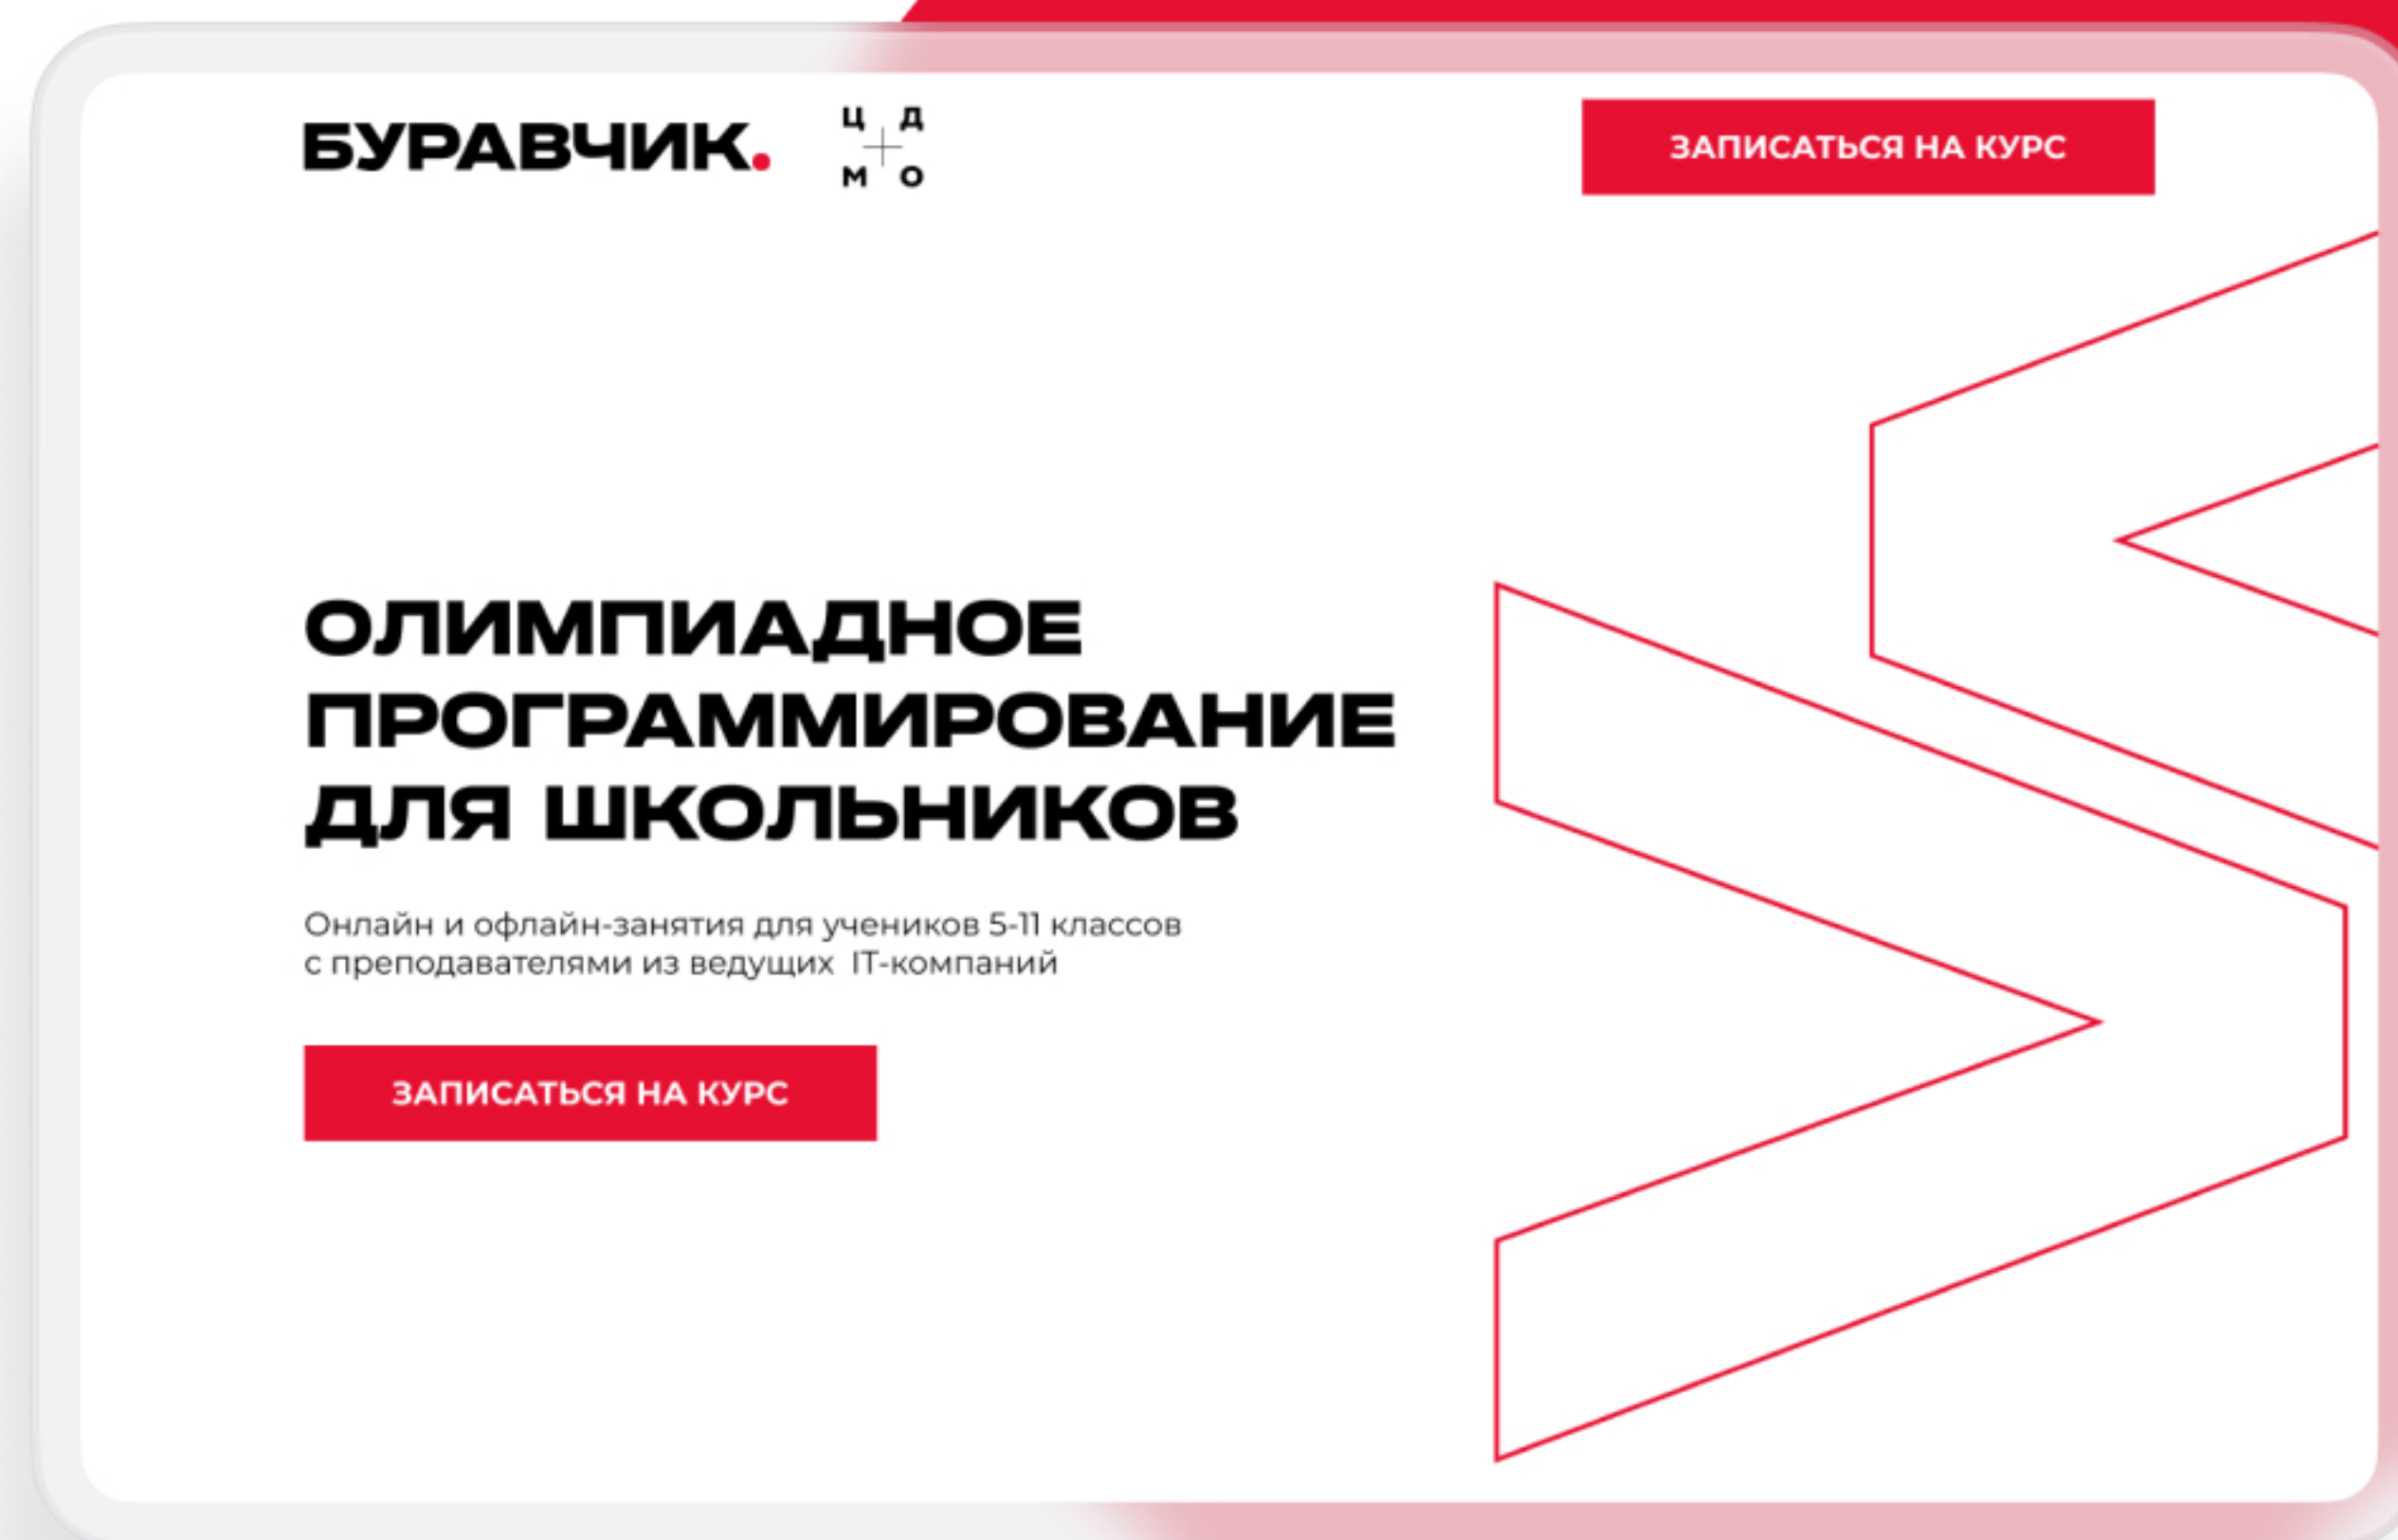 БУРАВЧИК.
Ц Д
М О
ЗАПИСАТЬСЯ НА КУРС
ОЛИМПИАДНОЕ
ПРОГРАММИРОВАНИЕ
ДЛЯ ШКОЛЬНИКОВ
Онлайн и офлайн-занятия для учеников 5-11 классов
с преподавателями из ведущих IT-компаний
ЗАПИСАТЬСЯ НА КУРС